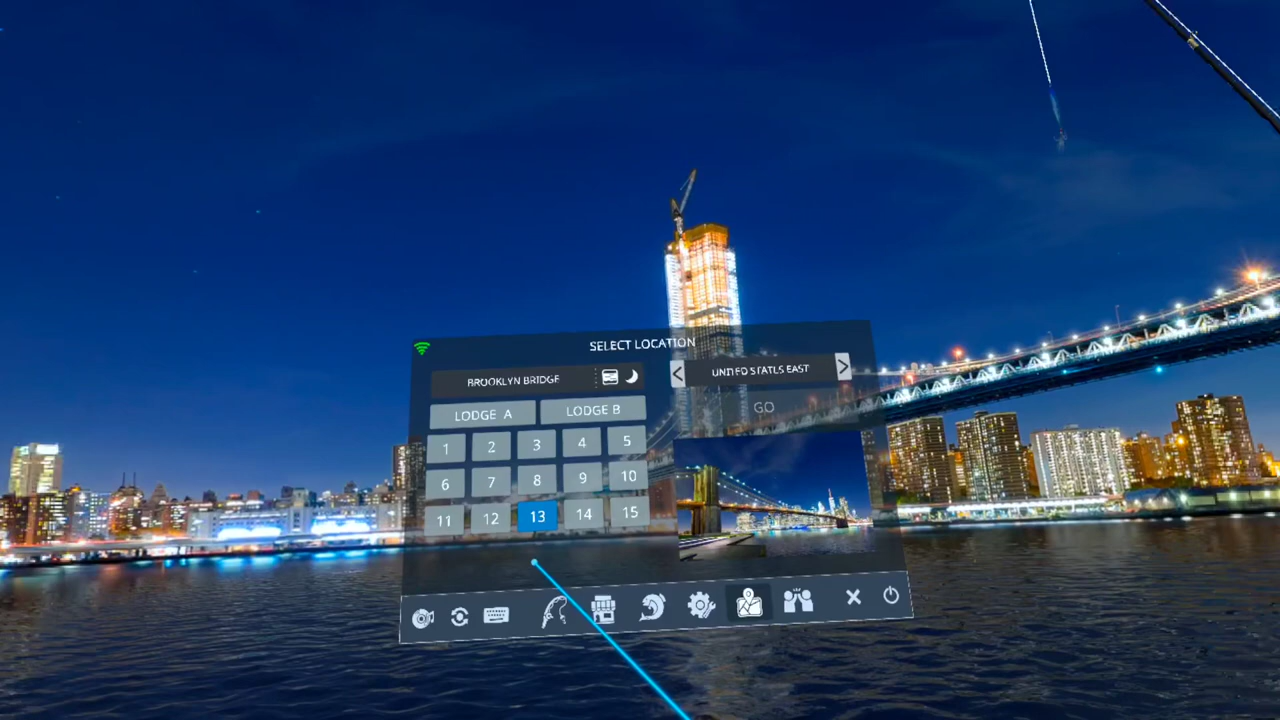 SELECT LOCATION
BROOKLYN BRIDGE
UNITED STATES EAST
LODGE A
LODGE B
GO
1 2 3 4 5
6 7 8 9 10
11 12 13 14 15